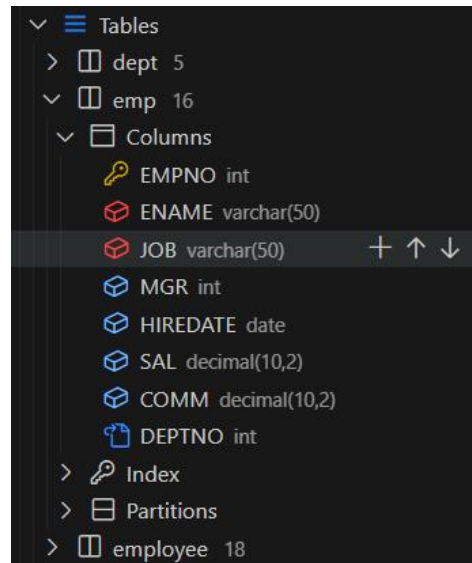 Tables
dept 5
emp 16
Columns
EMPNO int
ENAME varchar(50)
JOB varchar(50)
MGR int
HIREDATE date
SAL decimal(10,2)
COMM decimal(10,2)
DEPTNO int
Index
Partitions
employee 18